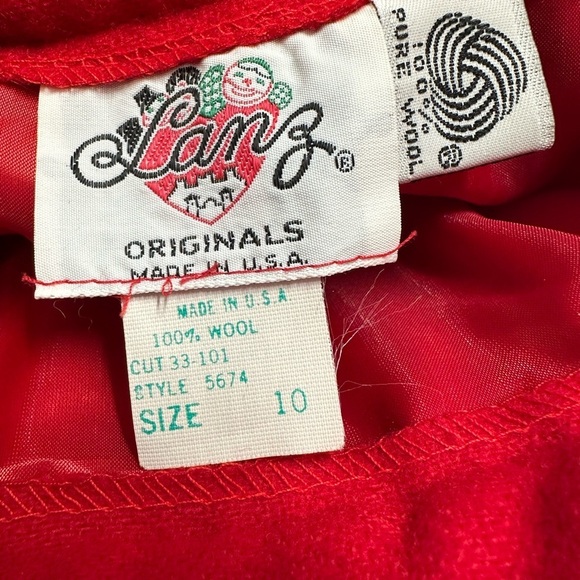 Lanz ®
ORIGINALS
MADE IN U.S.A.
100%
PURE WOOL
®
MADE IN U.S.A
100% WOOL
CUT 33-101
STYLE 5674
SIZE 10